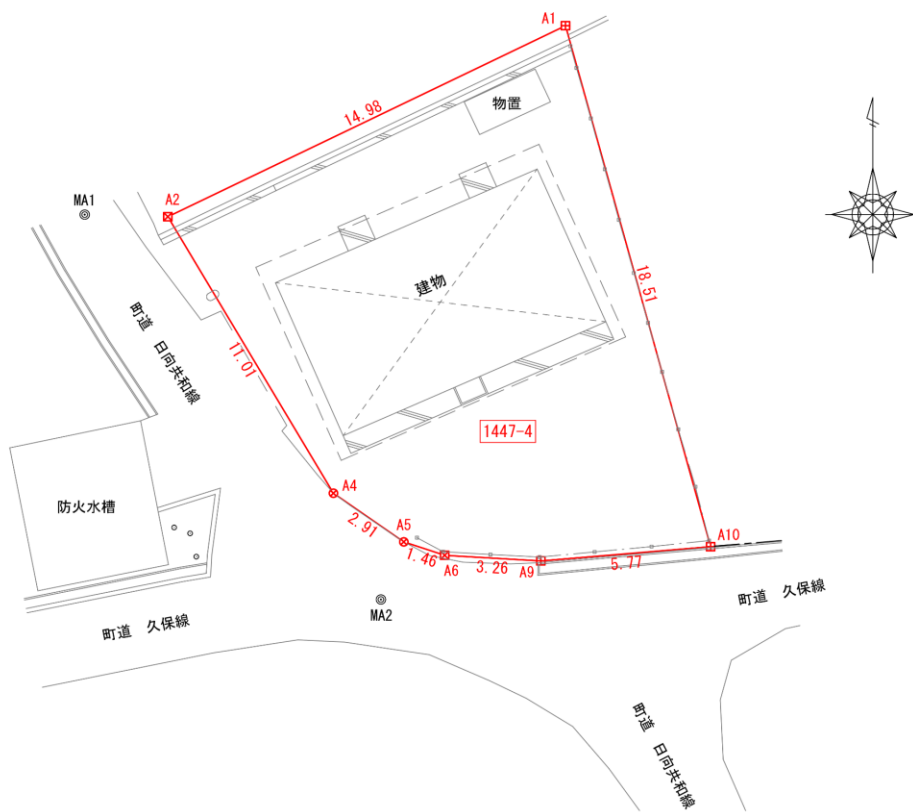 A1
14.98
物置
A2
MA1
建物
18.51
町道 日向共和線
11.01
1447-4
A4
防火水槽
2.91
A5
1.46
A6
3.26
A9
5.77
A10
MA2
町道 久保線
町道 久保線
町道 日向共和線